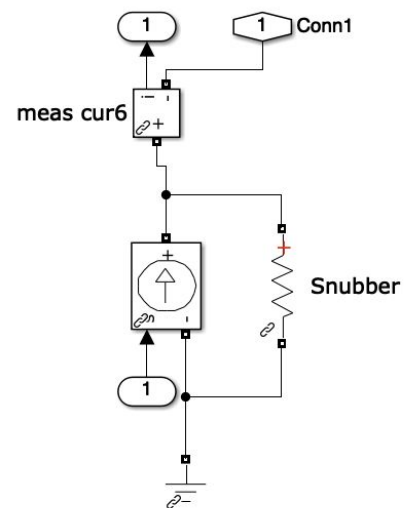 1
1 Conn1
i -
meas cur6
+
+
Snubber
s
-
1